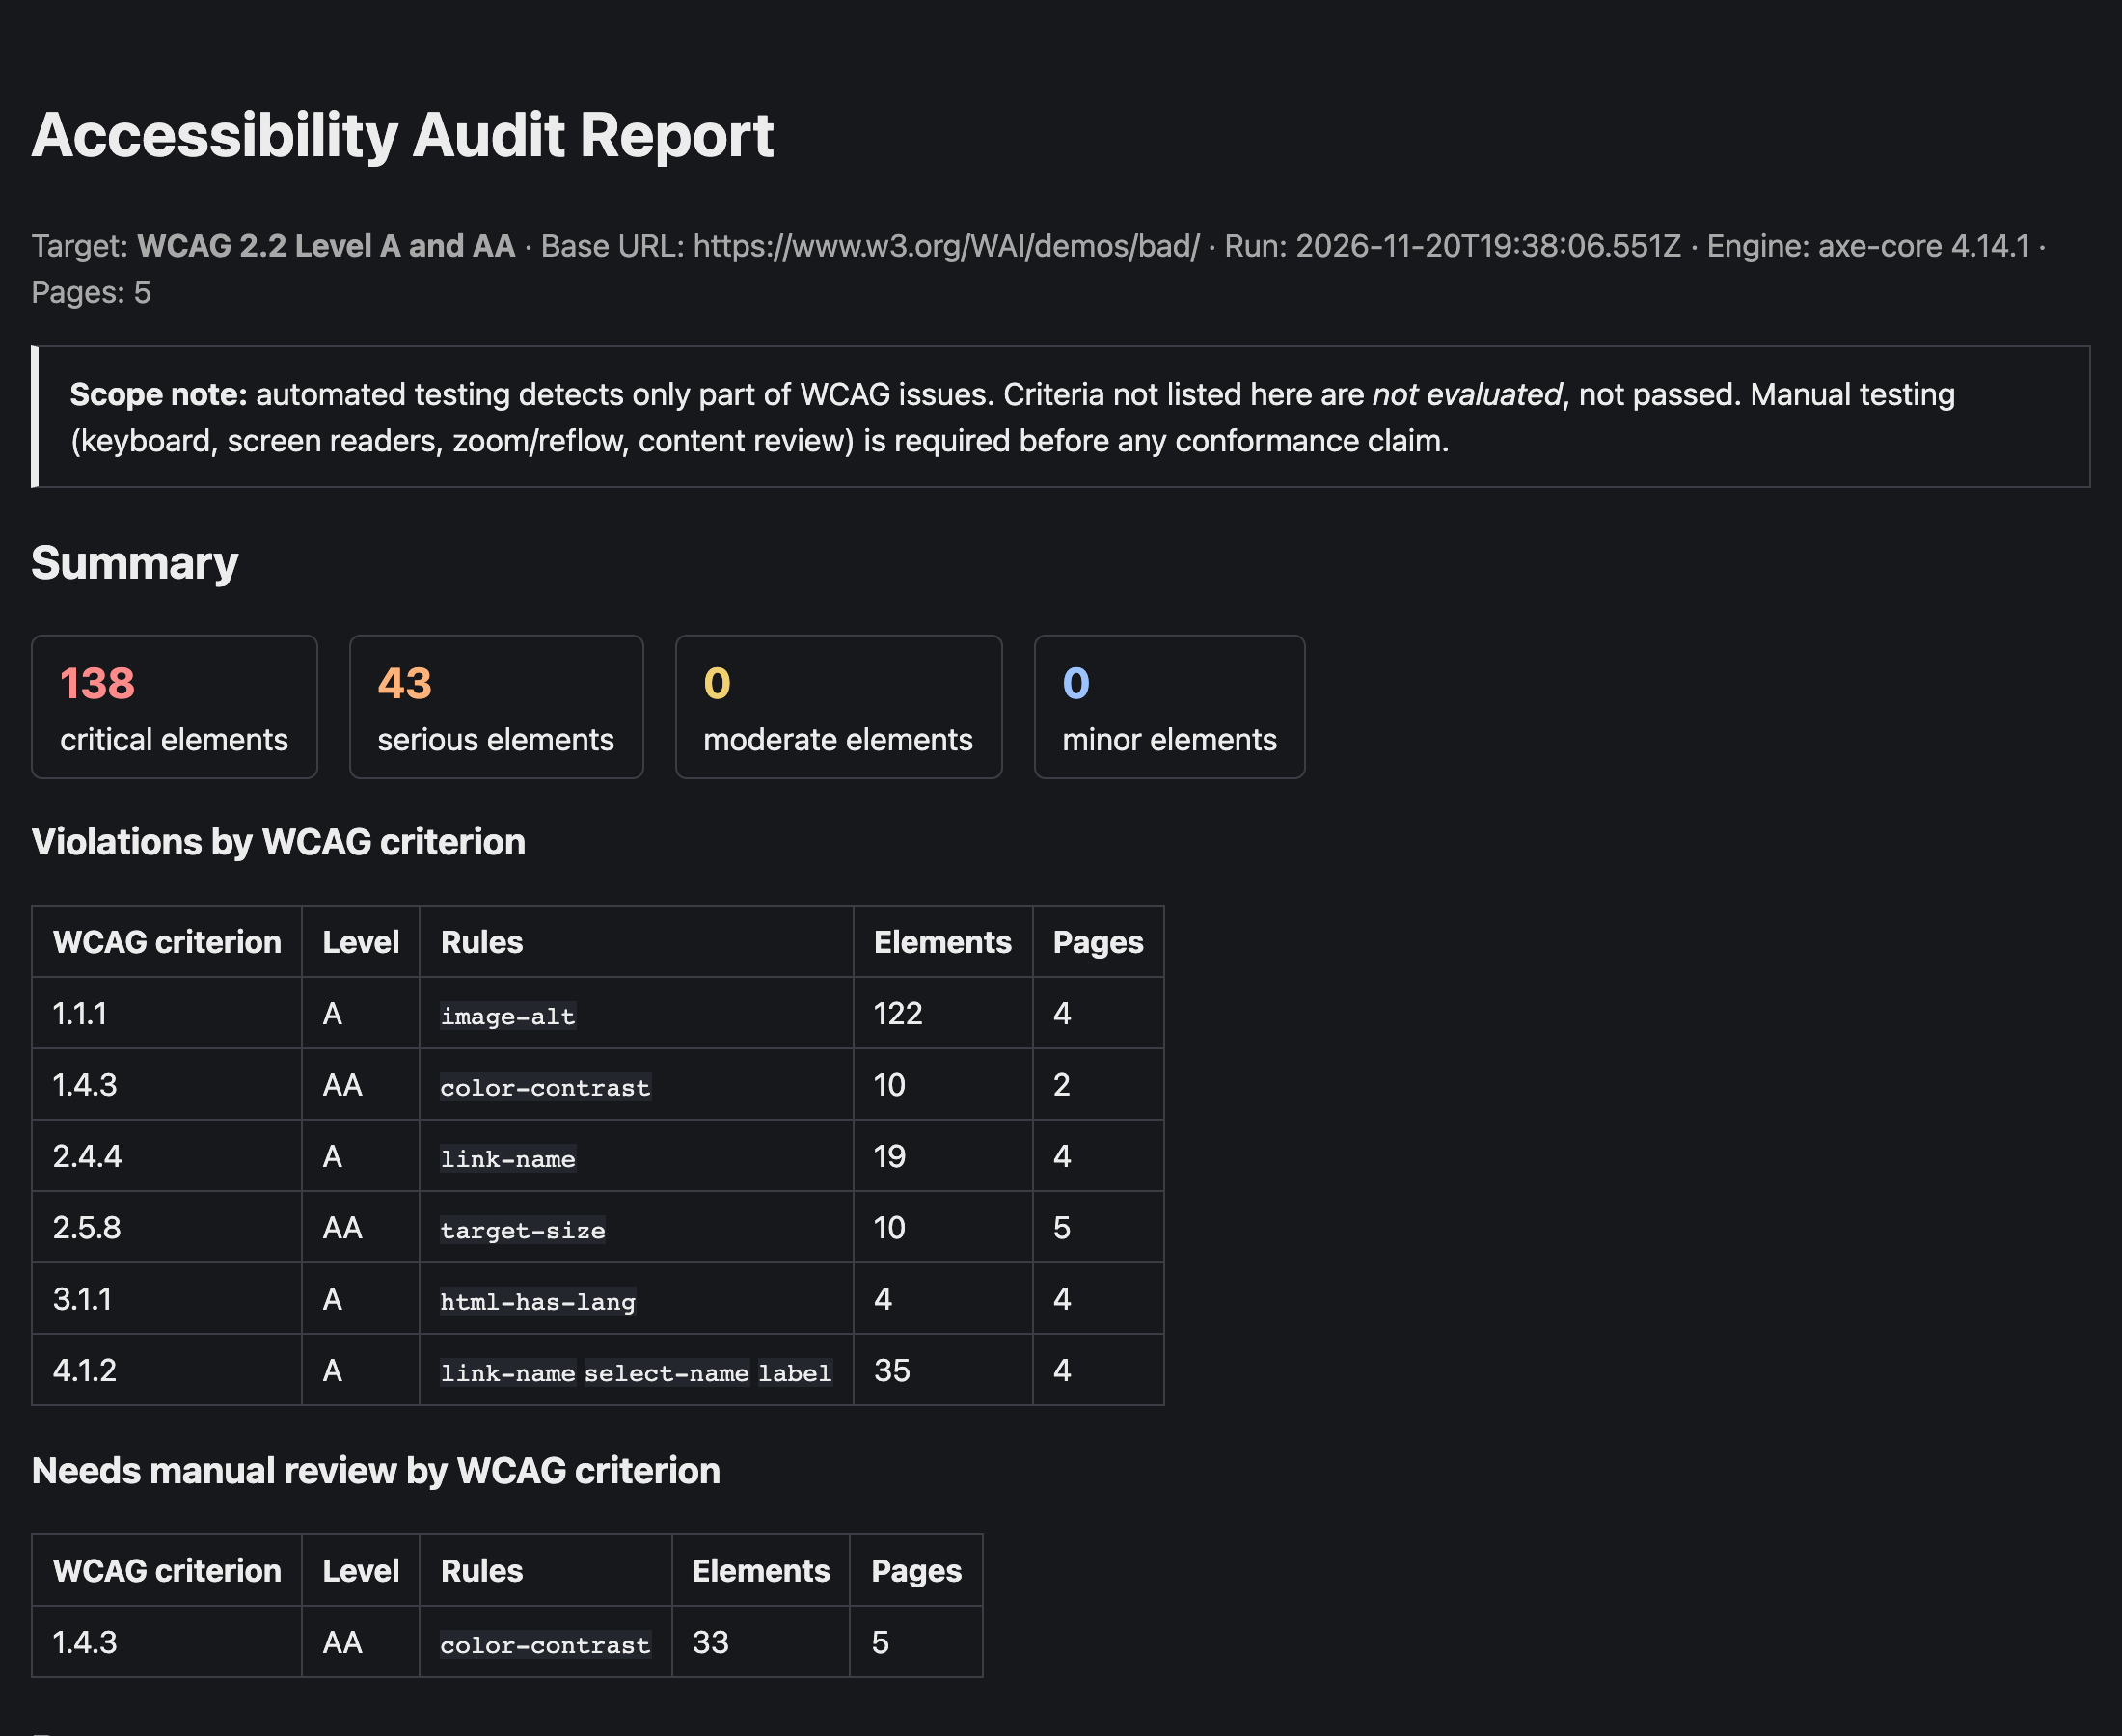 Accessibility Audit Report
Target: WCAG 2.2 Level A and AA · Base URL: https://www.w3.org/WAI/demos/bad/ · Run: 2026-11-20T19:38:06.551Z · Engine: axe-core 4.14.1 ·
Pages: 5
Scope note: automated testing detects only part of WCAG issues. Criteria not listed here are not evaluated, not passed. Manual testing
(keyboard, screen readers, zoom/reflow, content review) is required before any conformance claim.
Summary
138
critical elements
43
serious elements
0
moderate elements
0
minor elements
Violations by WCAG criterion
WCAG criterion Level Rules Elements Pages
1.1.1 A image-alt 122 4
1.4.3 AA color-contrast 10 2
2.4.4 A link-name 19 4
2.5.8 AA target-size 10 5
3.1.1 A html-has-lang 4 4
4.1.2 A link-name select-name label 35 4
Needs manual review by WCAG criterion
WCAG criterion Level Rules Elements Pages
1.4.3 AA color-contrast 33 5